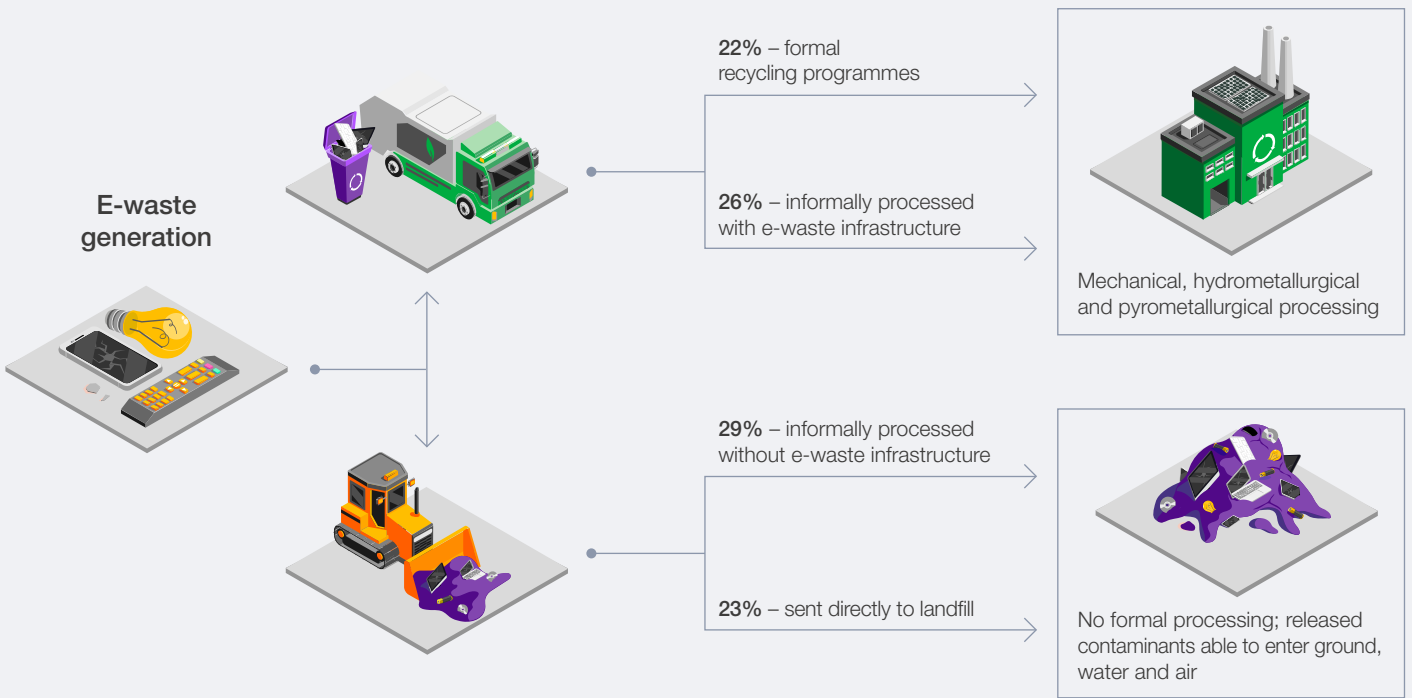 E-waste
generation
22% – formal
recycling programmes
26% – informally processed
with e-waste infrastructure
Mechanical, hydrometallurgical
and pyrometallurgical processing
29% – informally processed
without e-waste infrastructure
23% – sent directly to landfill
No formal processing; released
contaminants able to enter ground,
water and air